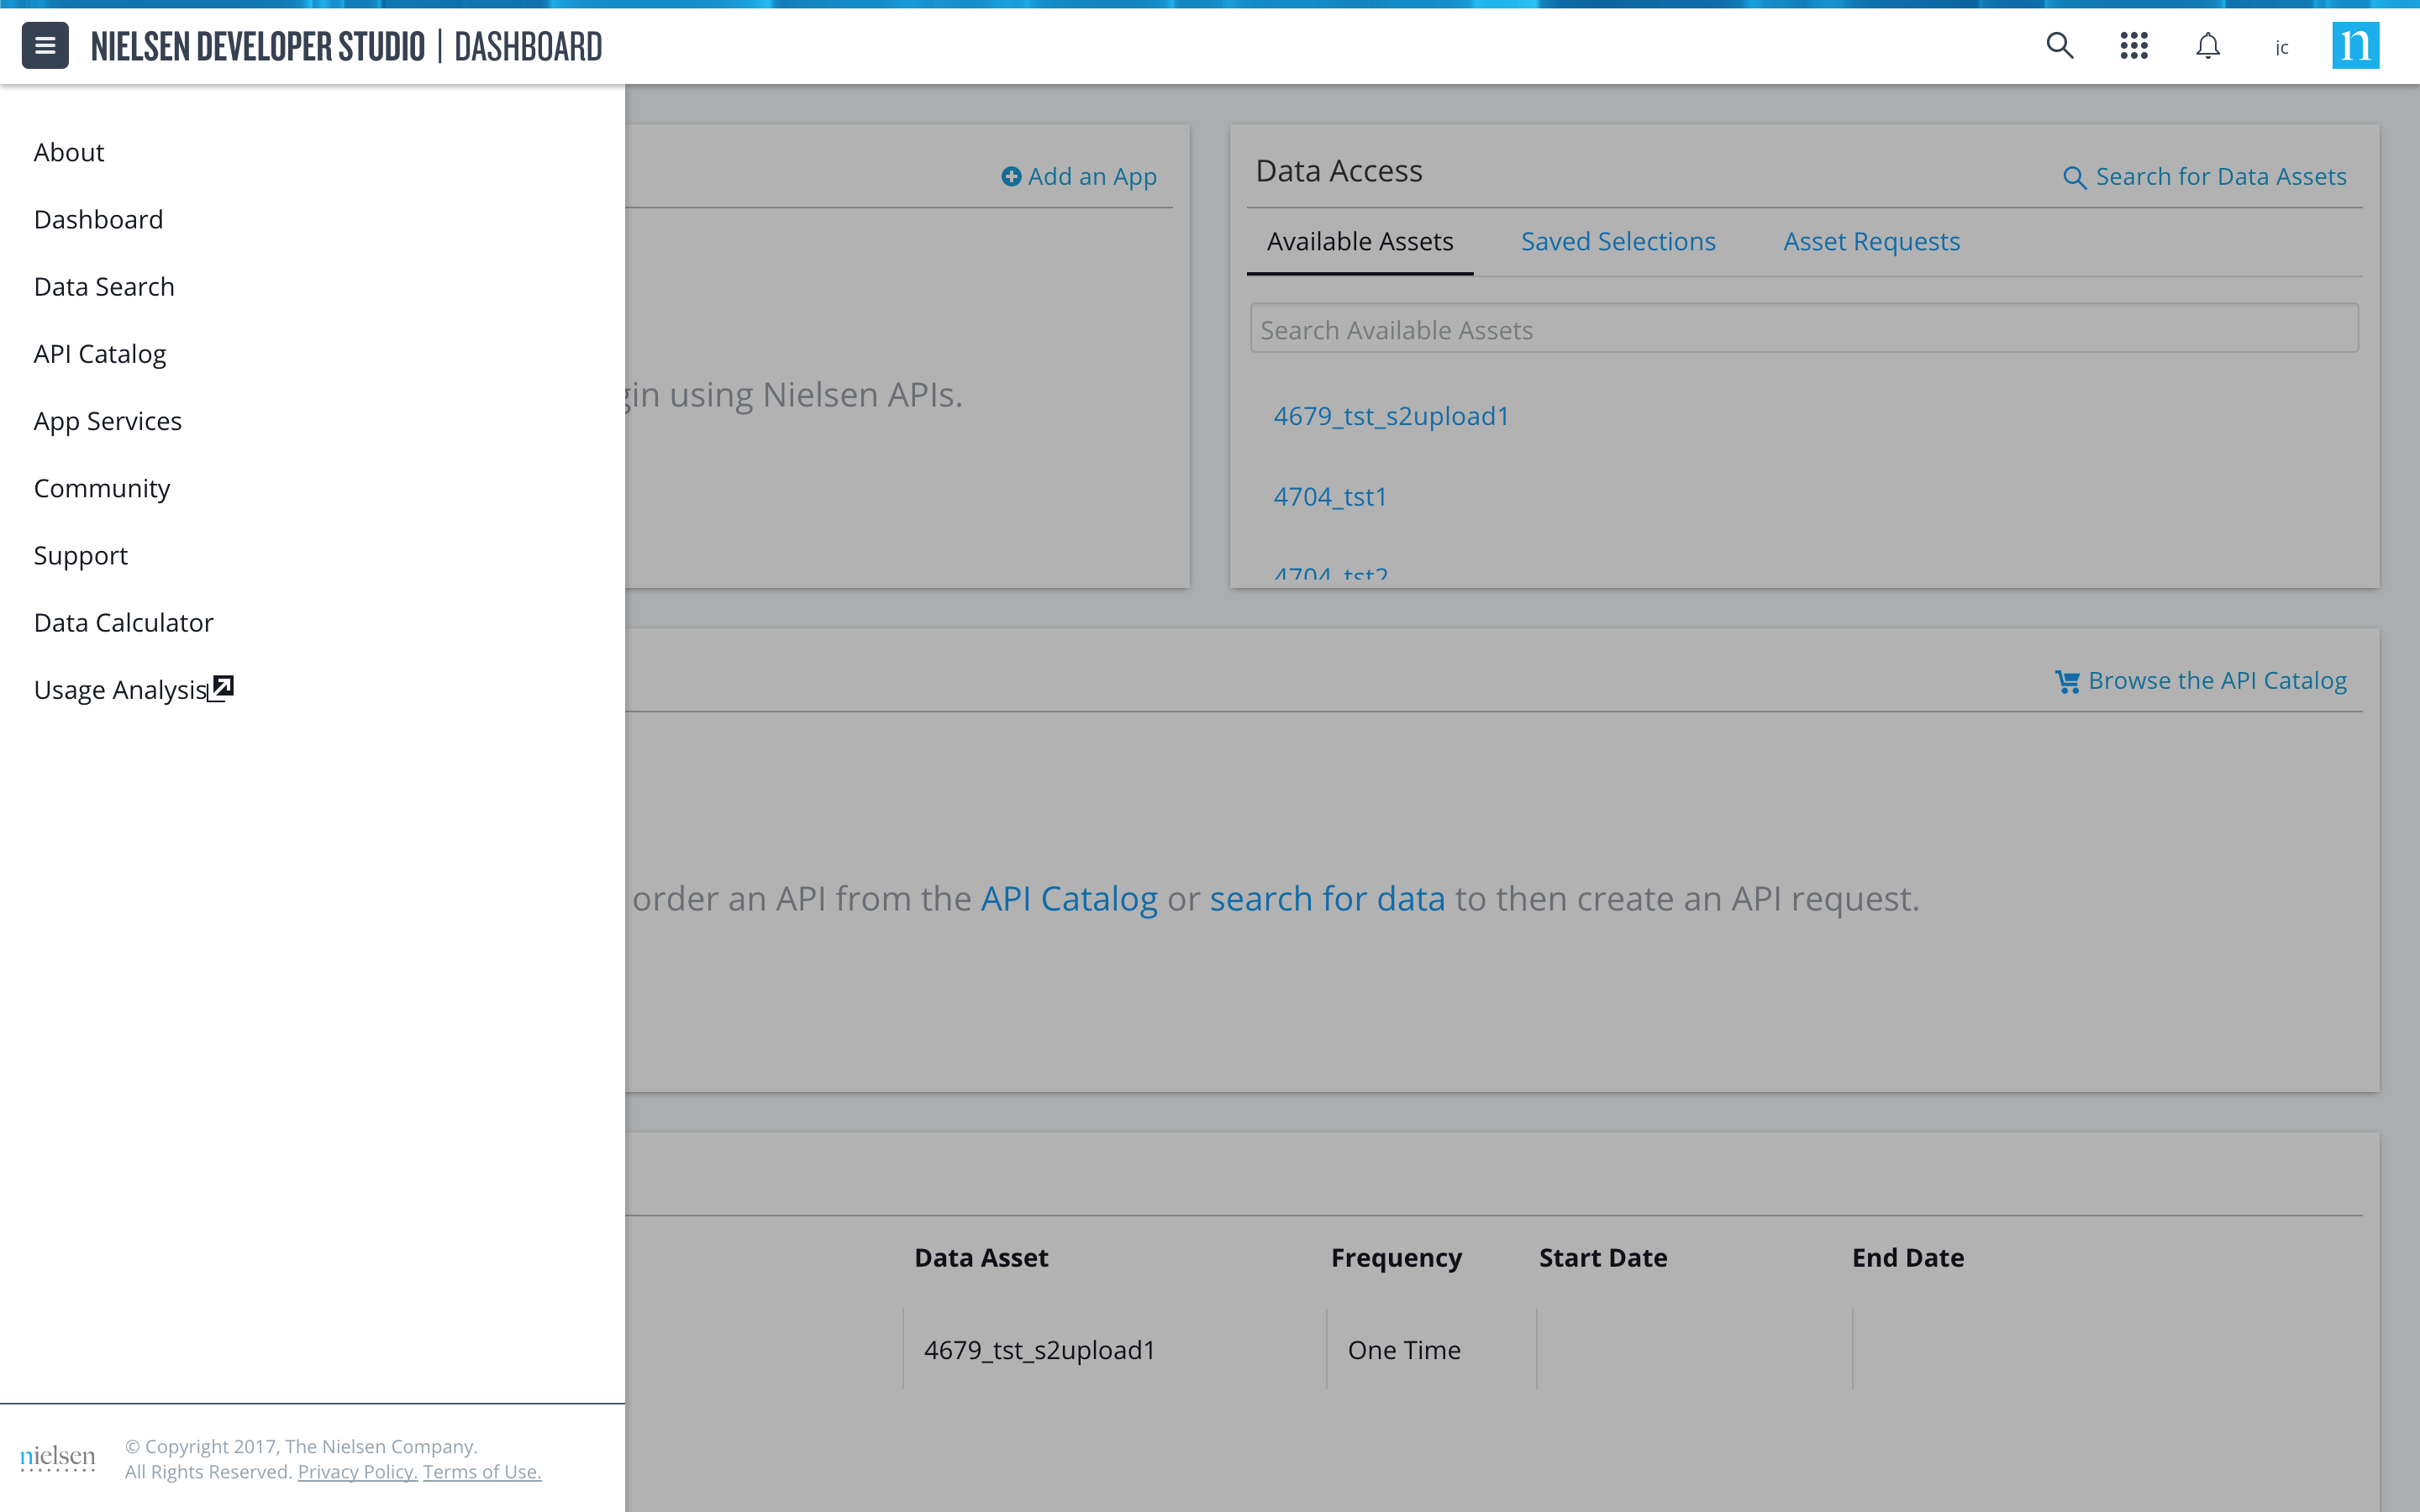 NIELSEN DEVELOPER STUDIO | DASHBOARD
jc
n
About
Dashboard
Data Search
API Catalog
App Services
Community
Support
Data Calculator
Usage Analysis
nielsen
© Copyright 2017, The Nielsen Company.
All Rights Reserved. Privacy Policy. Terms of Use.
Add an App
gin using Nielsen APIs.
Data Access
Search for Data Assets
Available Assets Saved Selections Asset Requests
Search Available Assets
4679_tst_s2upload1
4704_tst1
4704_tst2
Browse the API Catalog
order an API from the API Catalog or search for data to then create an API request.
Data Asset Frequency Start Date End Date
4679_tst_s2upload1 One Time